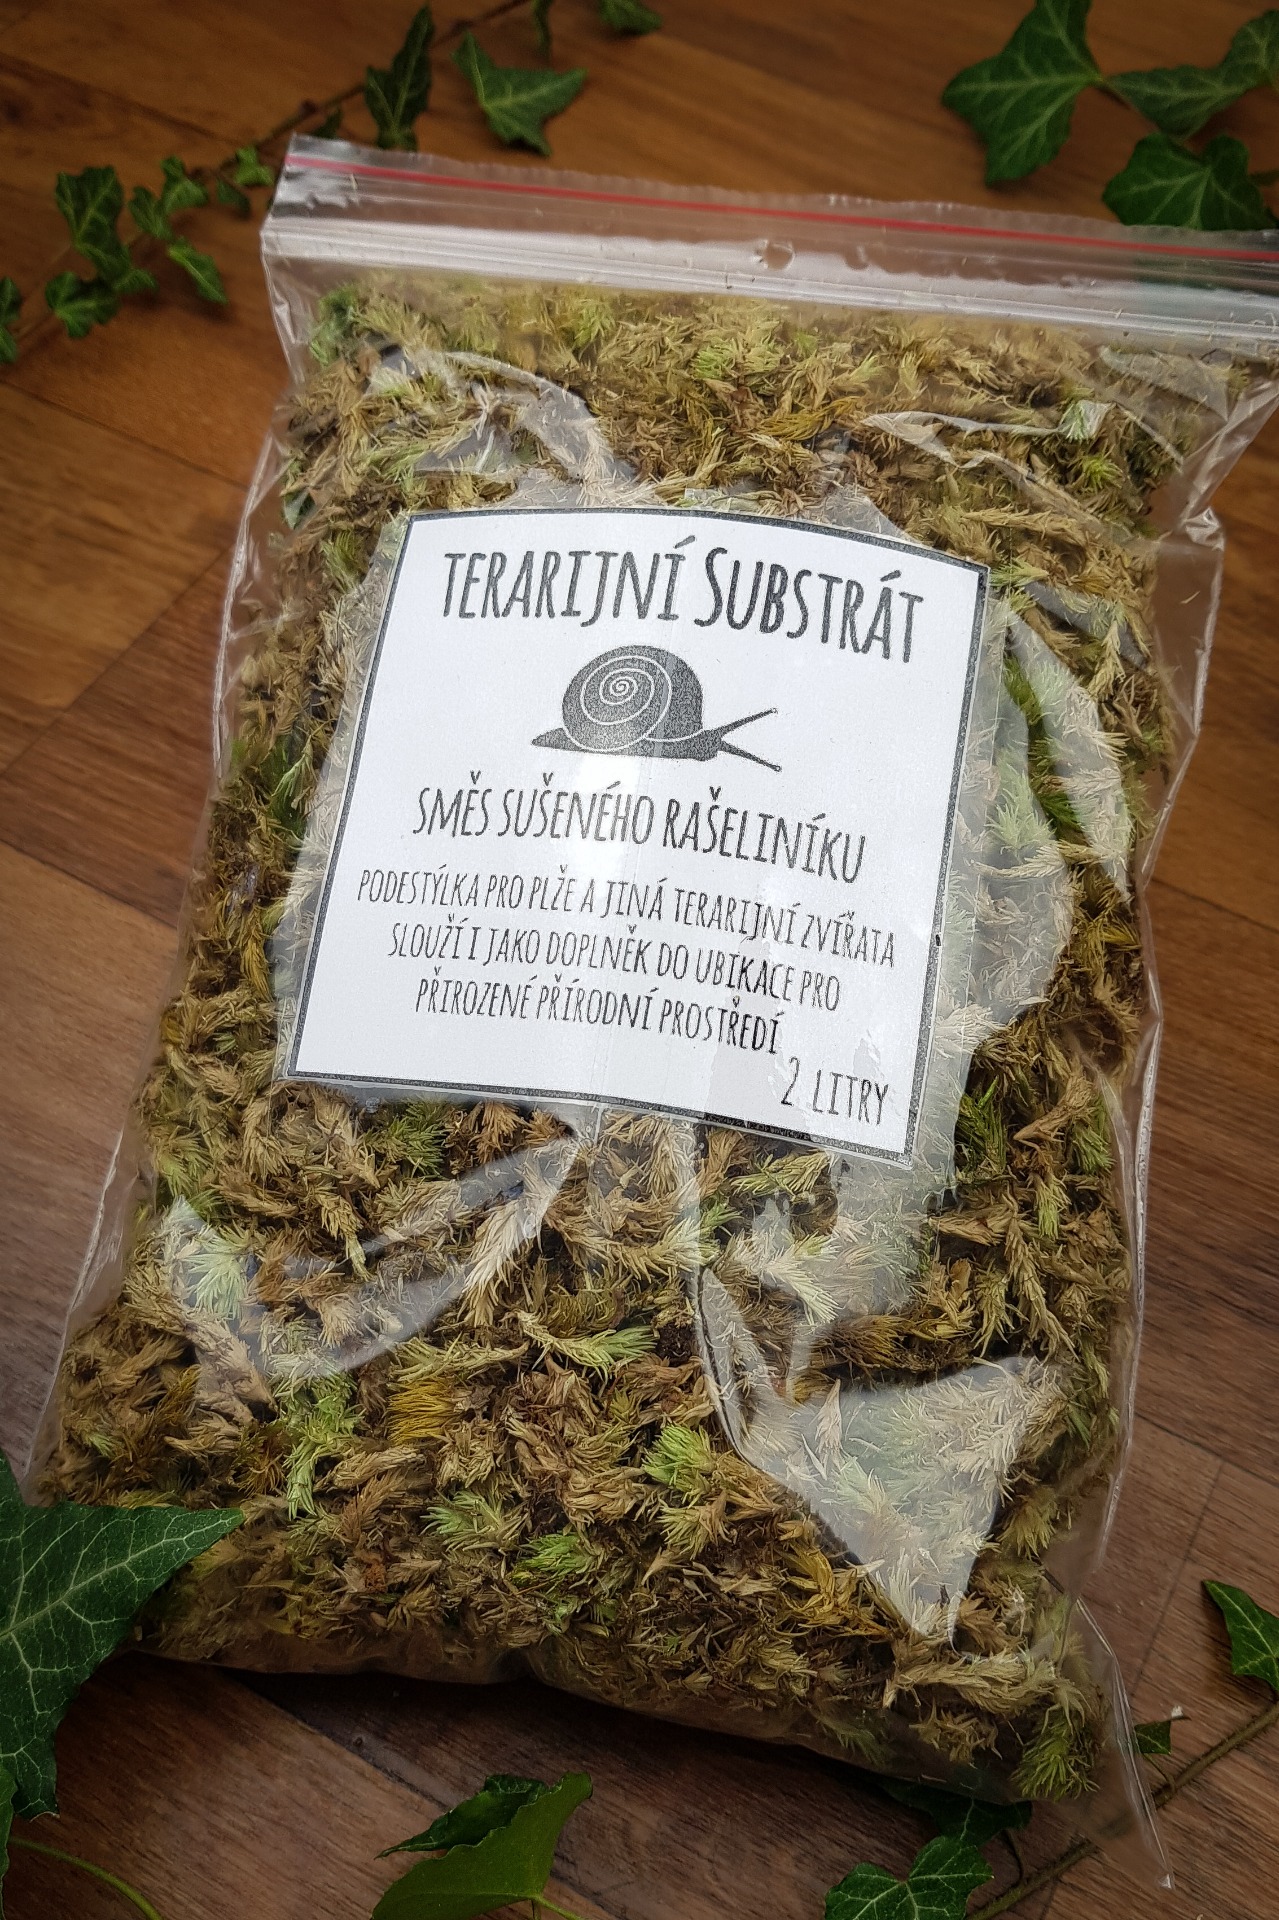 TERARIJNÍ SUBSTRÁT
SMĚS SUŠENÉHO RAŠELINÍKU
PODESTÝLKA PRO PLŽE A JINÁ TERARIJNÍ ZVÍŘATA
SLOUŽÍ I JAKO DOPLNĚK DO UBIKACE PRO
PŘIROZENÉ PŘÍRODNÍ PROSTŘEDÍ
2 LITRY